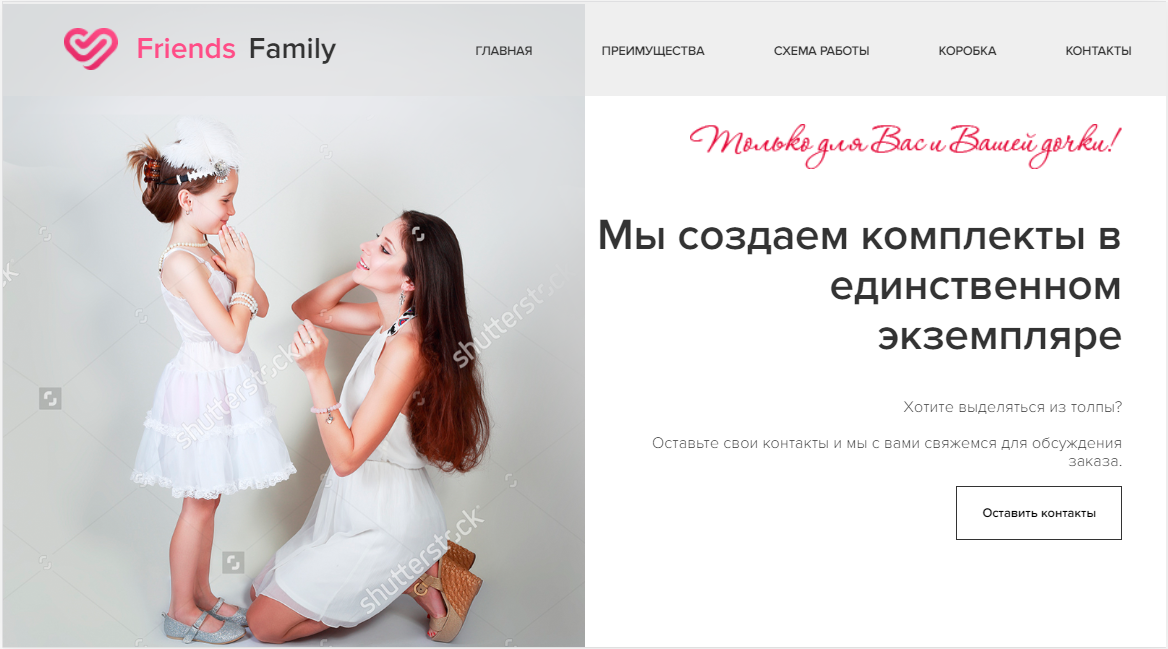 Friends Family
ГЛАВНАЯ
ПРЕИМУЩЕСТВА
СХЕМА РАБОТЫ
КОРОБКА
КОНТАКТЫ
Только для Вас и Вашей дочки!
Мы создаем комплекты в
единственном
экземпляре
Хотите выделяться из толпы?
Оставьте свои контакты и мы с вами свяжемся для обсуждения
заказа.
Оставить контакты
shutterstock
shutterstock
shutterstock